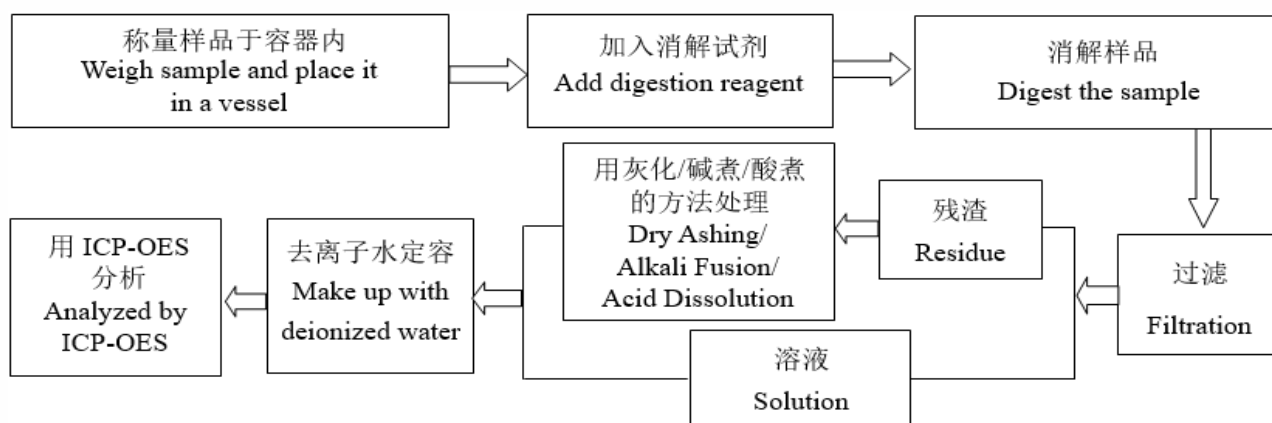 称量样品于容器内
Weigh sample and place it
in a vessel
加入消解试剂
Add digestion reagent
消解样品
Digest the sample
过滤
Filtration
残渣
Residue
用灰化/碱煮/酸煮
的方法处理
Dry Ashing/
Alkali Fusion/
Acid Dissolution
溶液
Solution
去离子水定容
Make up with
deionized water
用 ICP-OES
分析
Analyzed by
ICP-OES